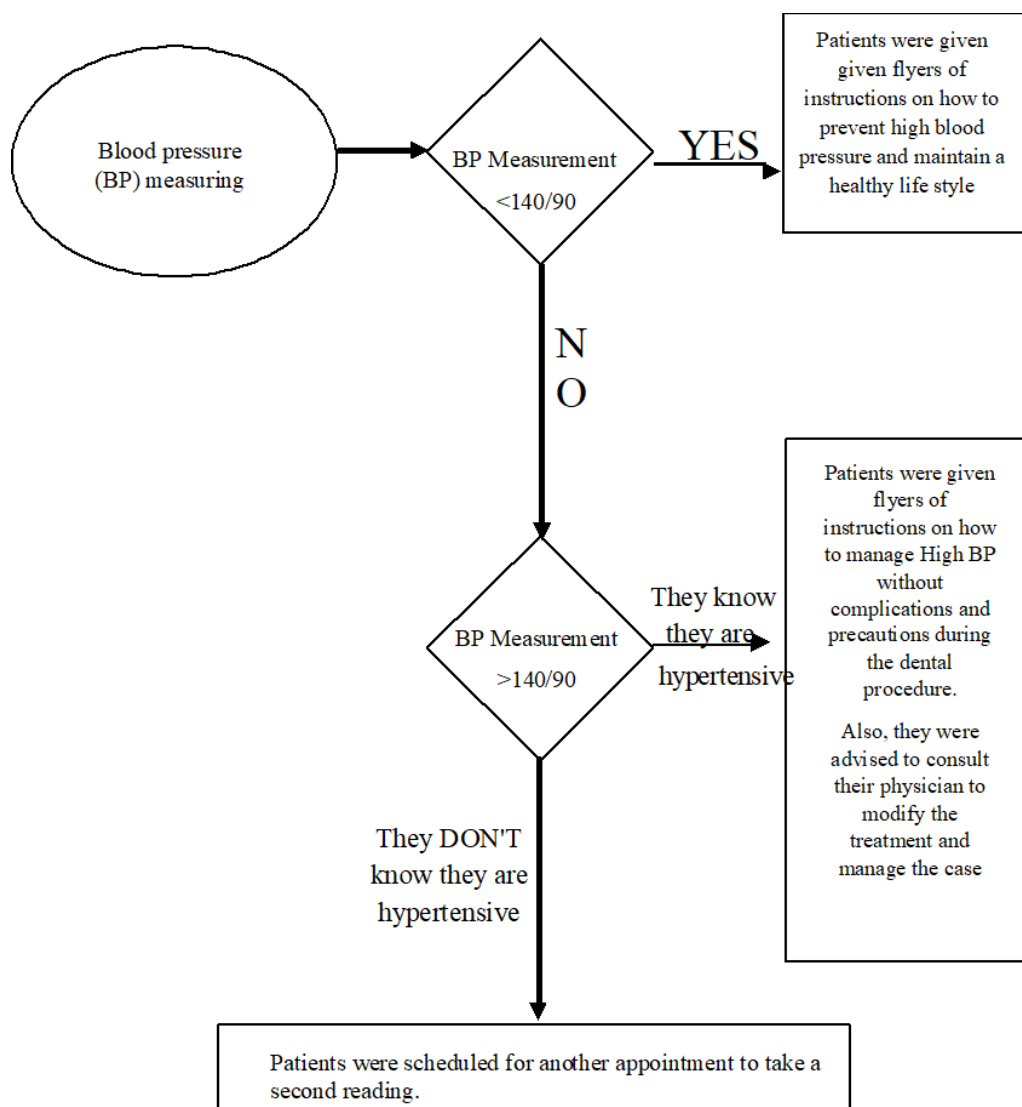 Blood pressure
(BP) measuring
BP Measurement
<140/90
YES
Patients were given
given flyers of
instructions on how to
prevent high blood
pressure and maintain a
healthy life style
N
O
BP Measurement
>140/90
They know
they are
hypertensive
Patients were given
flyers of
instructions on how
to manage High BP
without
complications and
precautions during
the dental
procedure.
Also, they were
advised to consult
their physician to
modify the
treatment and
manage the case
They DON'T
know they are
hypertensive
Patients were scheduled for another appointment to take a
second reading.